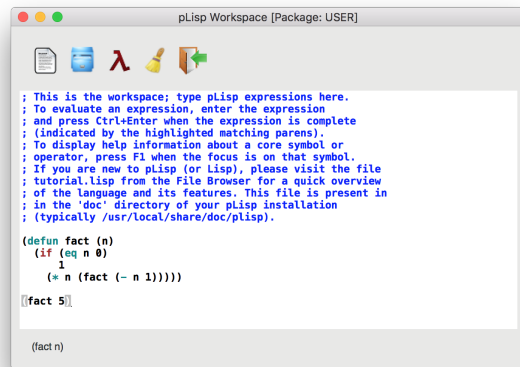 pLisp Workspace [Package: USER]
; This is the workspace; type pLisp expressions here.
; To evaluate an expression, enter the expression
; and press Ctrl+Enter when the expression is complete
; (indicated by the highlighted matching parens).
; To display help information about a core symbol or
; operator, press F1 when the focus is on that symbol.
; If you are new to pLisp (or Lisp), please visit the file
; tutorial.lisp from the File Browser for a quick overview
; of the language and its features. This file is present in
; in the 'doc' directory of your pLisp installation
; (typically /usr/local/share/doc/plisp).
(defun fact (n)
  (if (eq n 0)
      1
    (* n (fact (- n 1)))))
(fact 5)
(fact n)